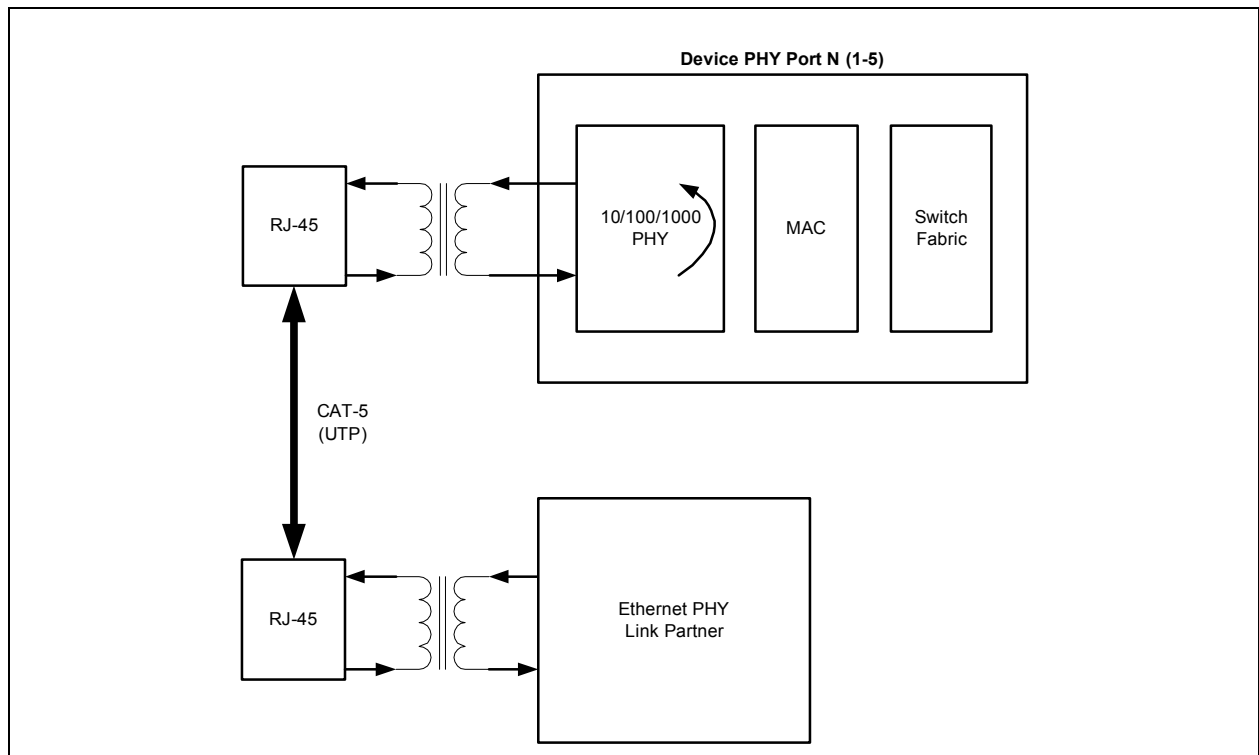 Device PHY Port N (1-5)
RJ-45
10/100/1000
PHY
MAC
Switch
Fabric
CAT-5
(UTP)
RJ-45
Ethernet PHY
Link Partner